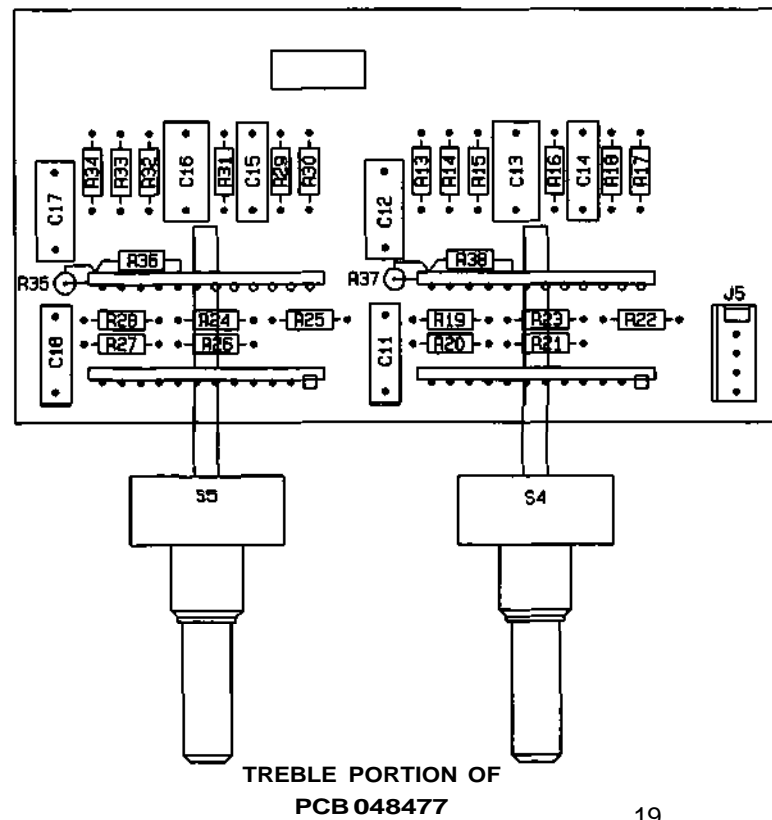 R34 R33 R32 C16 R31 C15 R29 R30 R13 R14 R15 C13 R16 C14 R18 R17
C17 C12
R36 R38
R35 R37
J5
R28 R24 R25 R19 R23 R22
C18 R27 R26 C11 R20 R21
S5 S4
TREBLE PORTION OF
PCB 048477
19